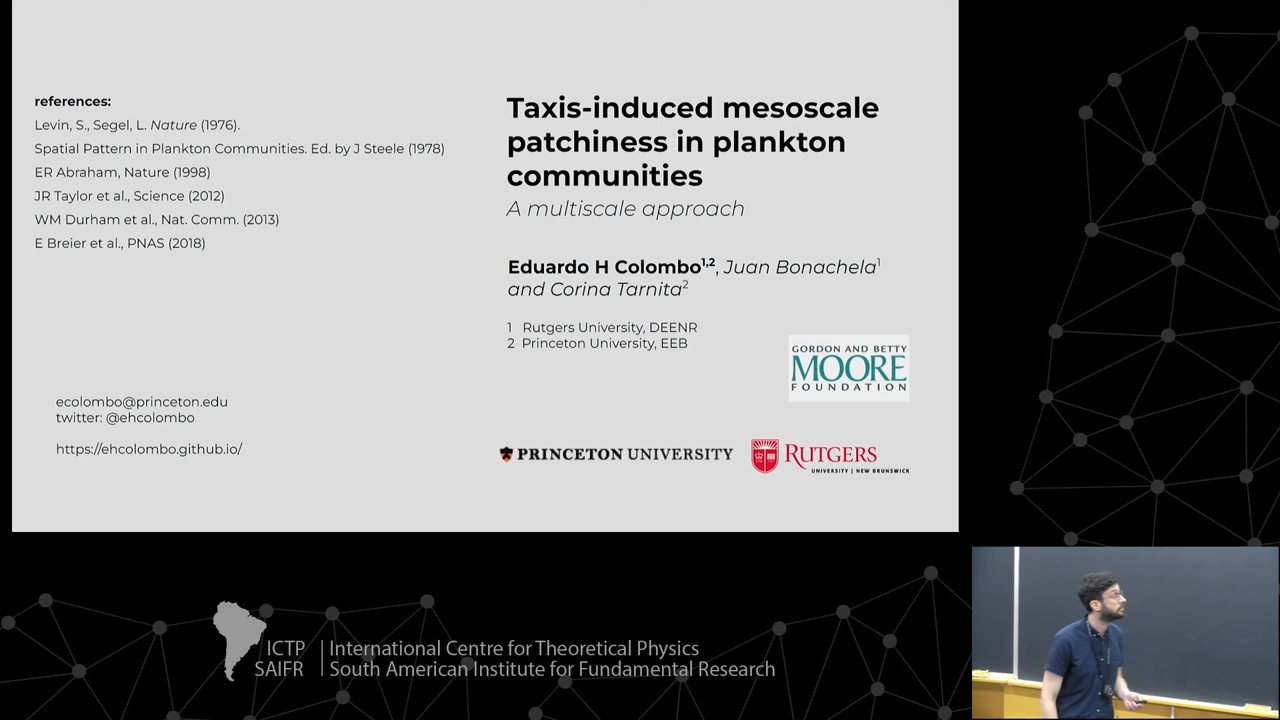 references:
Levin, S., Segel, L. Nature (1976).
Spatial Pattern in Plankton Communities. Ed. by J Steele (1978)
ER Abraham, Nature (1998)
JR Taylor et al., Science (2012)
WM Durham et al., Nat. Comm. (2013)
E Breier et al., PNAS (2018)
ecolombo@princeton.edu
twitter: @ehcolombo
https://ehcolombo.github.io/
Taxis-induced mesoscale
patchiness in plankton
communities
A multiscale approach
Eduardo H Colombo1,2, Juan Bonachela1
and Corina Tarnita2
1 Rutgers University, DEENR
2 Princeton University, EEB
GORDON AND BETTY
MOORE
FOUNDATION
PRINCETON UNIVERSITY
RUTGERS
UNIVERSITY | NEW BRUNSWICK
ICTP | International Centre for Theoretical Physics
SAIFR | South American Institute for Fundamental Research